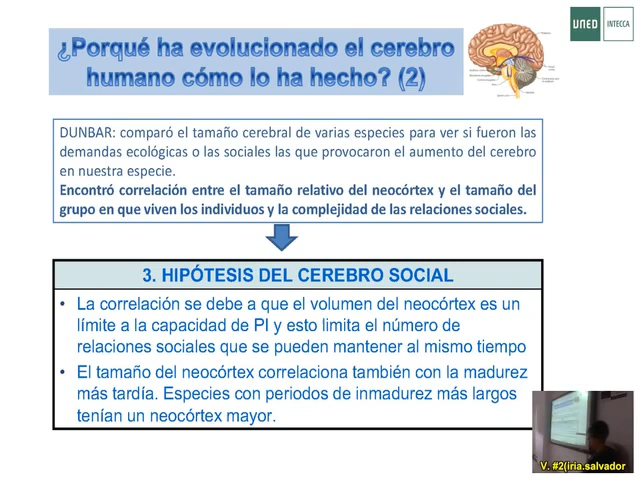 UNED INTECCA
¿Porqué ha evolucionado el cerebro
humano cómo lo ha hecho? (2)
DUNBAR: comparó el tamaño cerebral de varias especies para ver si fueron las
demandas ecológicas o las sociales las que provocaron el aumento del cerebro
en nuestra especie.
Encontró correlación entre el tamaño relativo del neocórtex y el tamaño del
grupo en que viven los individuos y la complejidad de las relaciones sociales.
3. HIPÓTESIS DEL CEREBRO SOCIAL
• La correlación se debe a que el volumen del neocórtex es un
límite a la capacidad de PI y esto limita el número de
relaciones sociales que se pueden mantener al mismo tiempo
• El tamaño del neocórtex correlaciona también con la madurez
más tardía. Especies con periodos de inmadurez más largos
tenían un neocórtex mayor.
V. #2(iria.salvador